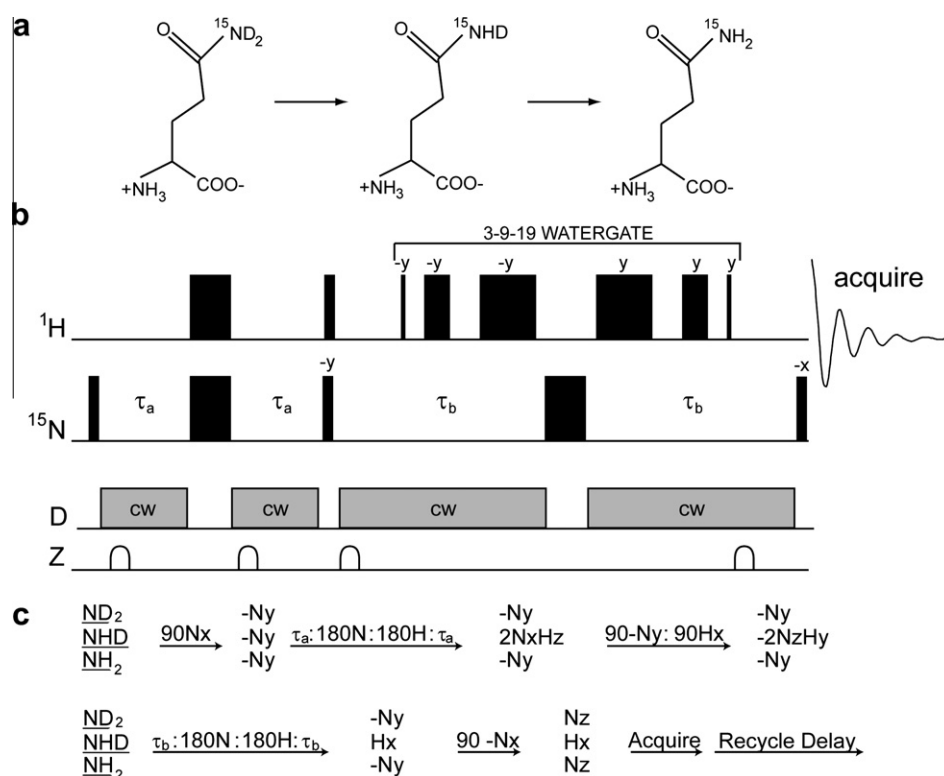 a
O ¹⁵ND₂ O ¹⁵NHD O ¹⁵NH₂
+NH₃ COO- +NH₃ COO- +NH₃ COO-
b
3-9-19 WATERGATE
-y -y -y y y y
acquire
¹H
-y -x
¹⁵N τa τa τb τb
D cw cw cw cw
Z
c
ND₂ -Ny -Ny -Ny
NHD 90Nx -Ny τa:180N:180H:τa 2NxHz 90-Ny:90Hx -2NzHy
NH₂ -Ny -Ny -Ny
ND₂ -Ny Nz
NHD τb:180N:180H:τb Hx 90 -Nx Hx Acquire Recycle Delay
NH₂ -Ny Nz